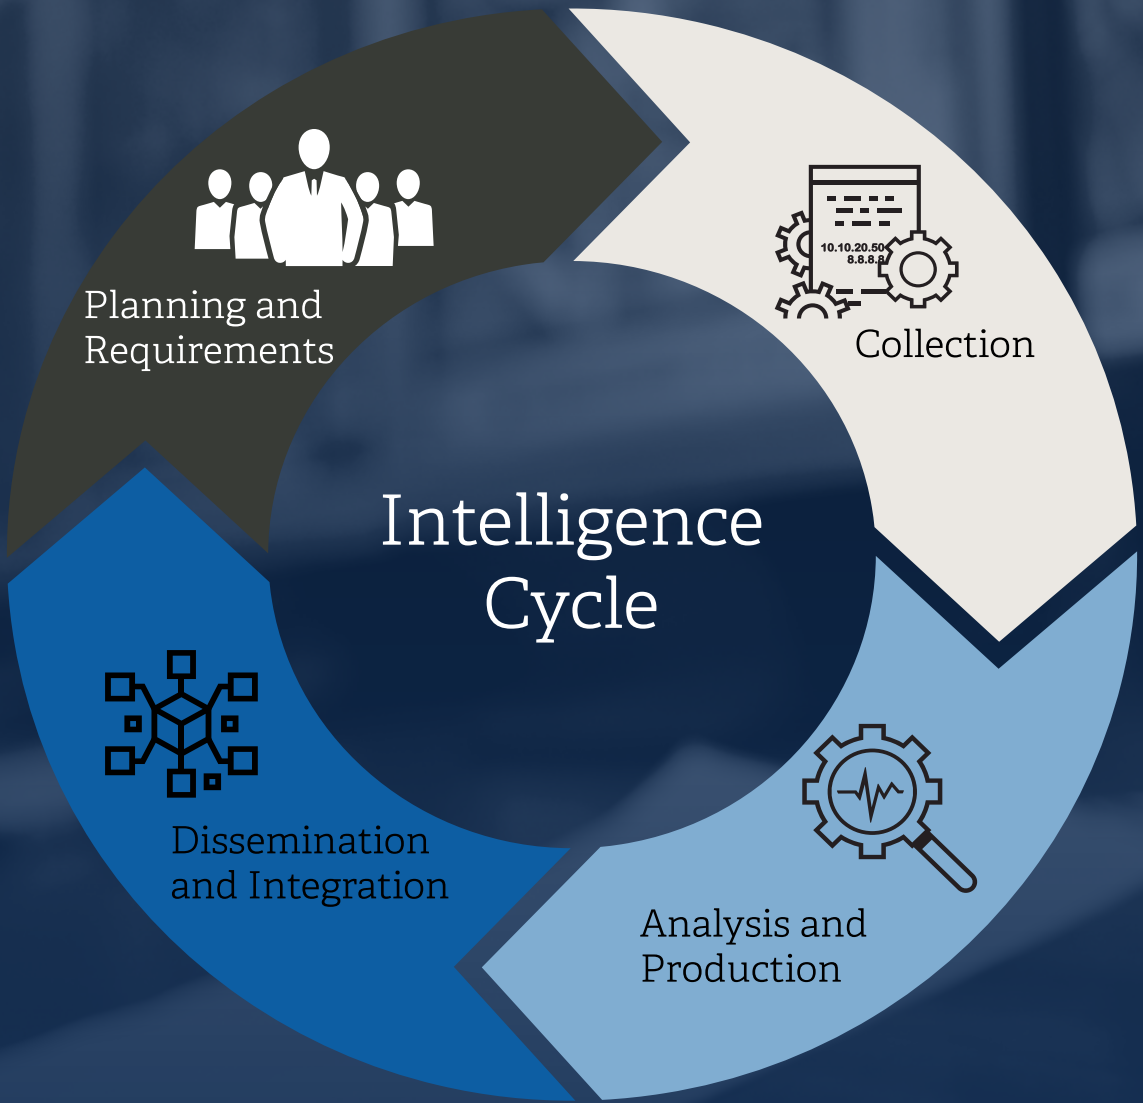 Planning and
Requirements
10.10.20.50
8.8.8.8
Collection
Intelligence
Cycle
Dissemination
and Integration
Analysis and
Production